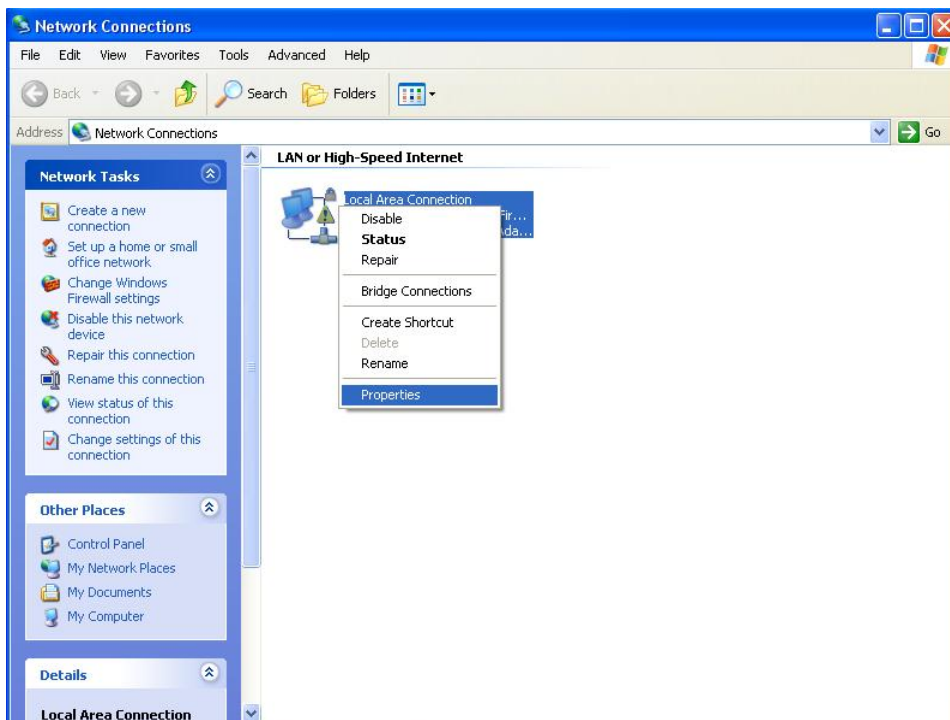 Network Connections
File Edit View Favorites Tools Advanced Help
Back Search Folders
Address Network Connections Go
Network Tasks
Create a new
connection
Set up a home or small
office network
Change Windows
Firewall settings
Disable this network
device
Repair this connection
Rename this connection
View status of this
connection
Change settings of this
connection
Other Places
Control Panel
My Network Places
My Documents
My Computer
Details
Local Area Connection
LAN or High-Speed Internet
Local Area Connection
Fir...
Disable
Status
Repair
Bridge Connections
Create Shortcut
Delete
Rename
Properties